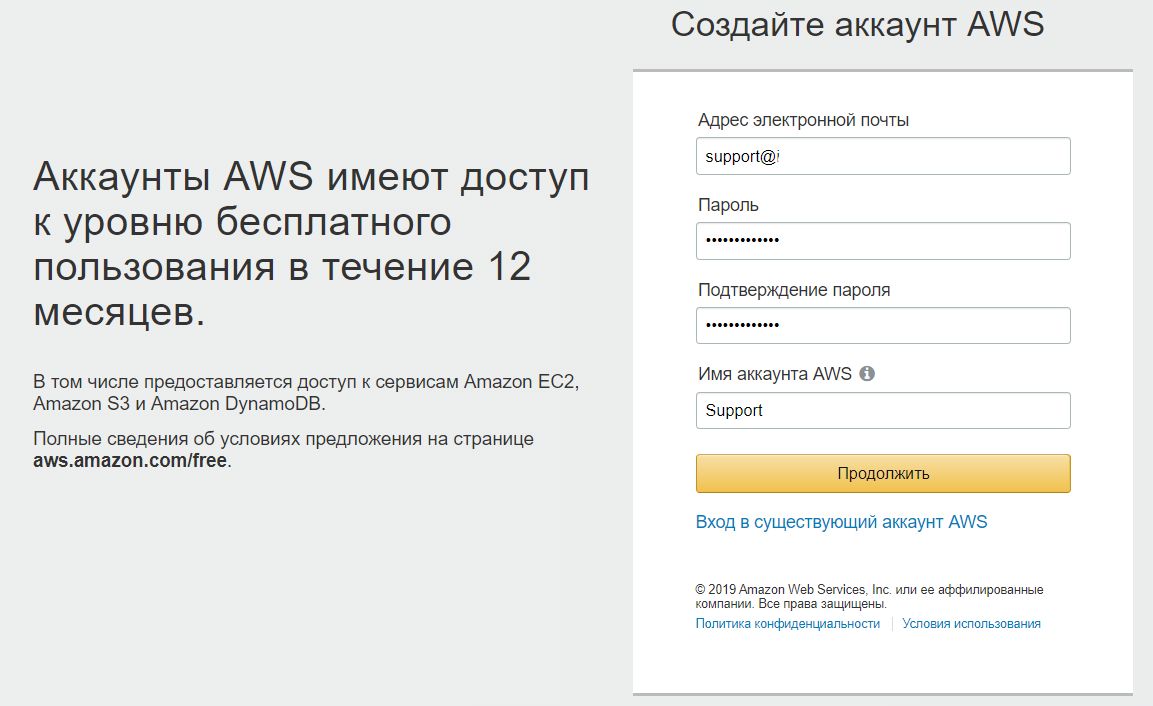 Создайте аккаунт AWS
Аккаунты AWS имеют доступ
к уровню бесплатного
пользования в течение 12
месяцев.
В том числе предоставляется доступ к сервисам Amazon EC2,
Amazon S3 и Amazon DynamoDB.
Полные сведения об условиях предложения на странице
aws.amazon.com/free.
Адрес электронной почты
support@
Пароль
•••••••••••••
Подтверждение пароля
•••••••••••••
Имя аккаунта AWS
Support
Продолжить
Вход в существующий аккаунт AWS
© 2019 Amazon Web Services, Inc. или ее аффилированные
компании. Все права защищены.
Политика конфиденциальности | Условия использования